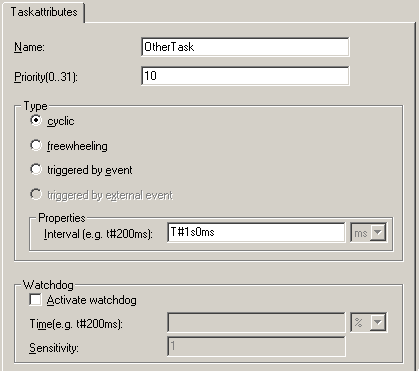 Taskattributes
Name: OtherTask
Priority(0..31): 10
Type
cyclic
freewheeling
triggered by event
triggered by external event
Properties
Interval (e.g. t#200ms): T#1s0ms ms
Watchdog
Activate watchdog
Time(e.g. t#200ms): %
Sensitivity: 1